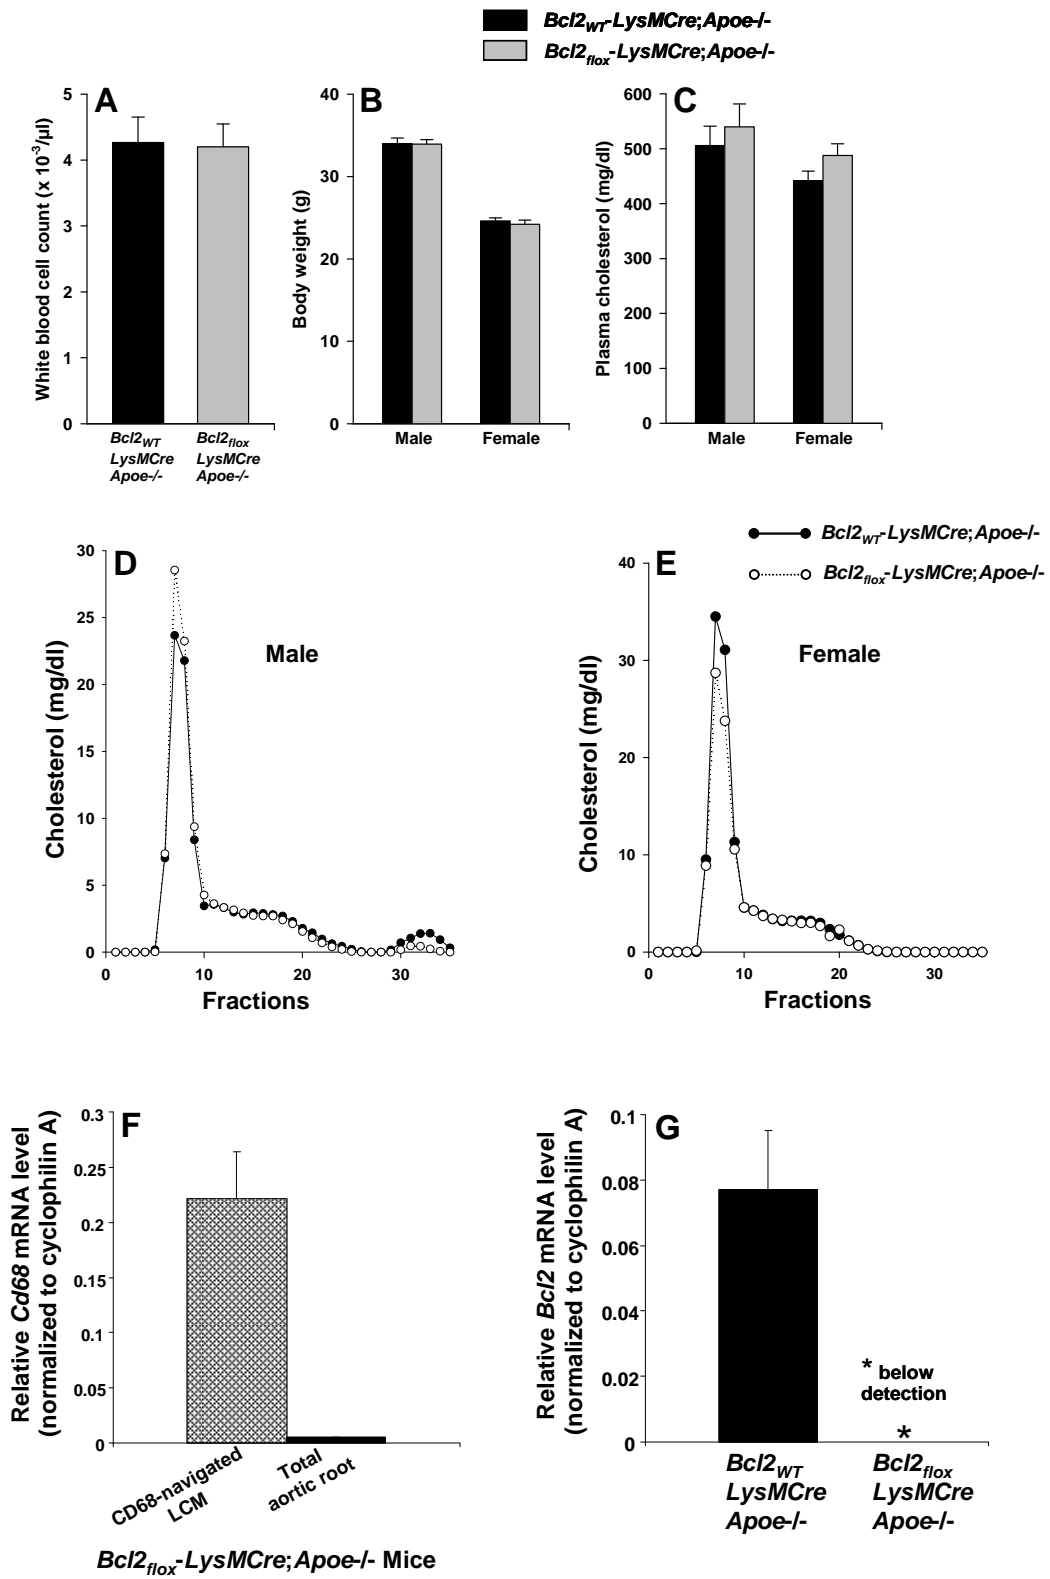 Bcl2WT-LysMCre;Apoe-/-
Bcl2flox-LysMCre;Apoe-/-
A
White blood cell count (x 10-3/µl)
5
4
3
2
1
0
Bcl2WT
LysMCre
Apoe-/-
Bcl2flox
LysMCre
Apoe-/-
B
Body weight (g)
40
30
20
10
0
Male
Female
C
Plasma cholesterol (mg/dl)
600
500
400
300
200
100
0
Male
Female
D
Male
Cholesterol (mg/dl)
30
25
20
15
10
5
0
0
10
20
30
Fractions
Bcl2WT-LysMCre;Apoe-/-
Bcl2flox-LysMCre;Apoe-/-
E
Female
Cholesterol (mg/dl)
40
30
20
10
0
0
10
20
30
Fractions
F
Relative Cd68 mRNA level
(normalized to cyclophilin A)
0.3
0.25
0.2
0.15
0.1
0.05
0
CD68-navigated
LCM
Total
aortic root
Bcl2flox-LysMCre;Apoe-/- Mice
G
Relative Bcl2 mRNA level
(normalized to cyclophilin A)
0.1
0.08
0.06
0.04
0.02
0
* below
detection
*
Bcl2WT
LysMCre
Apoe-/-
Bcl2flox
LysMCre
Apoe-/-